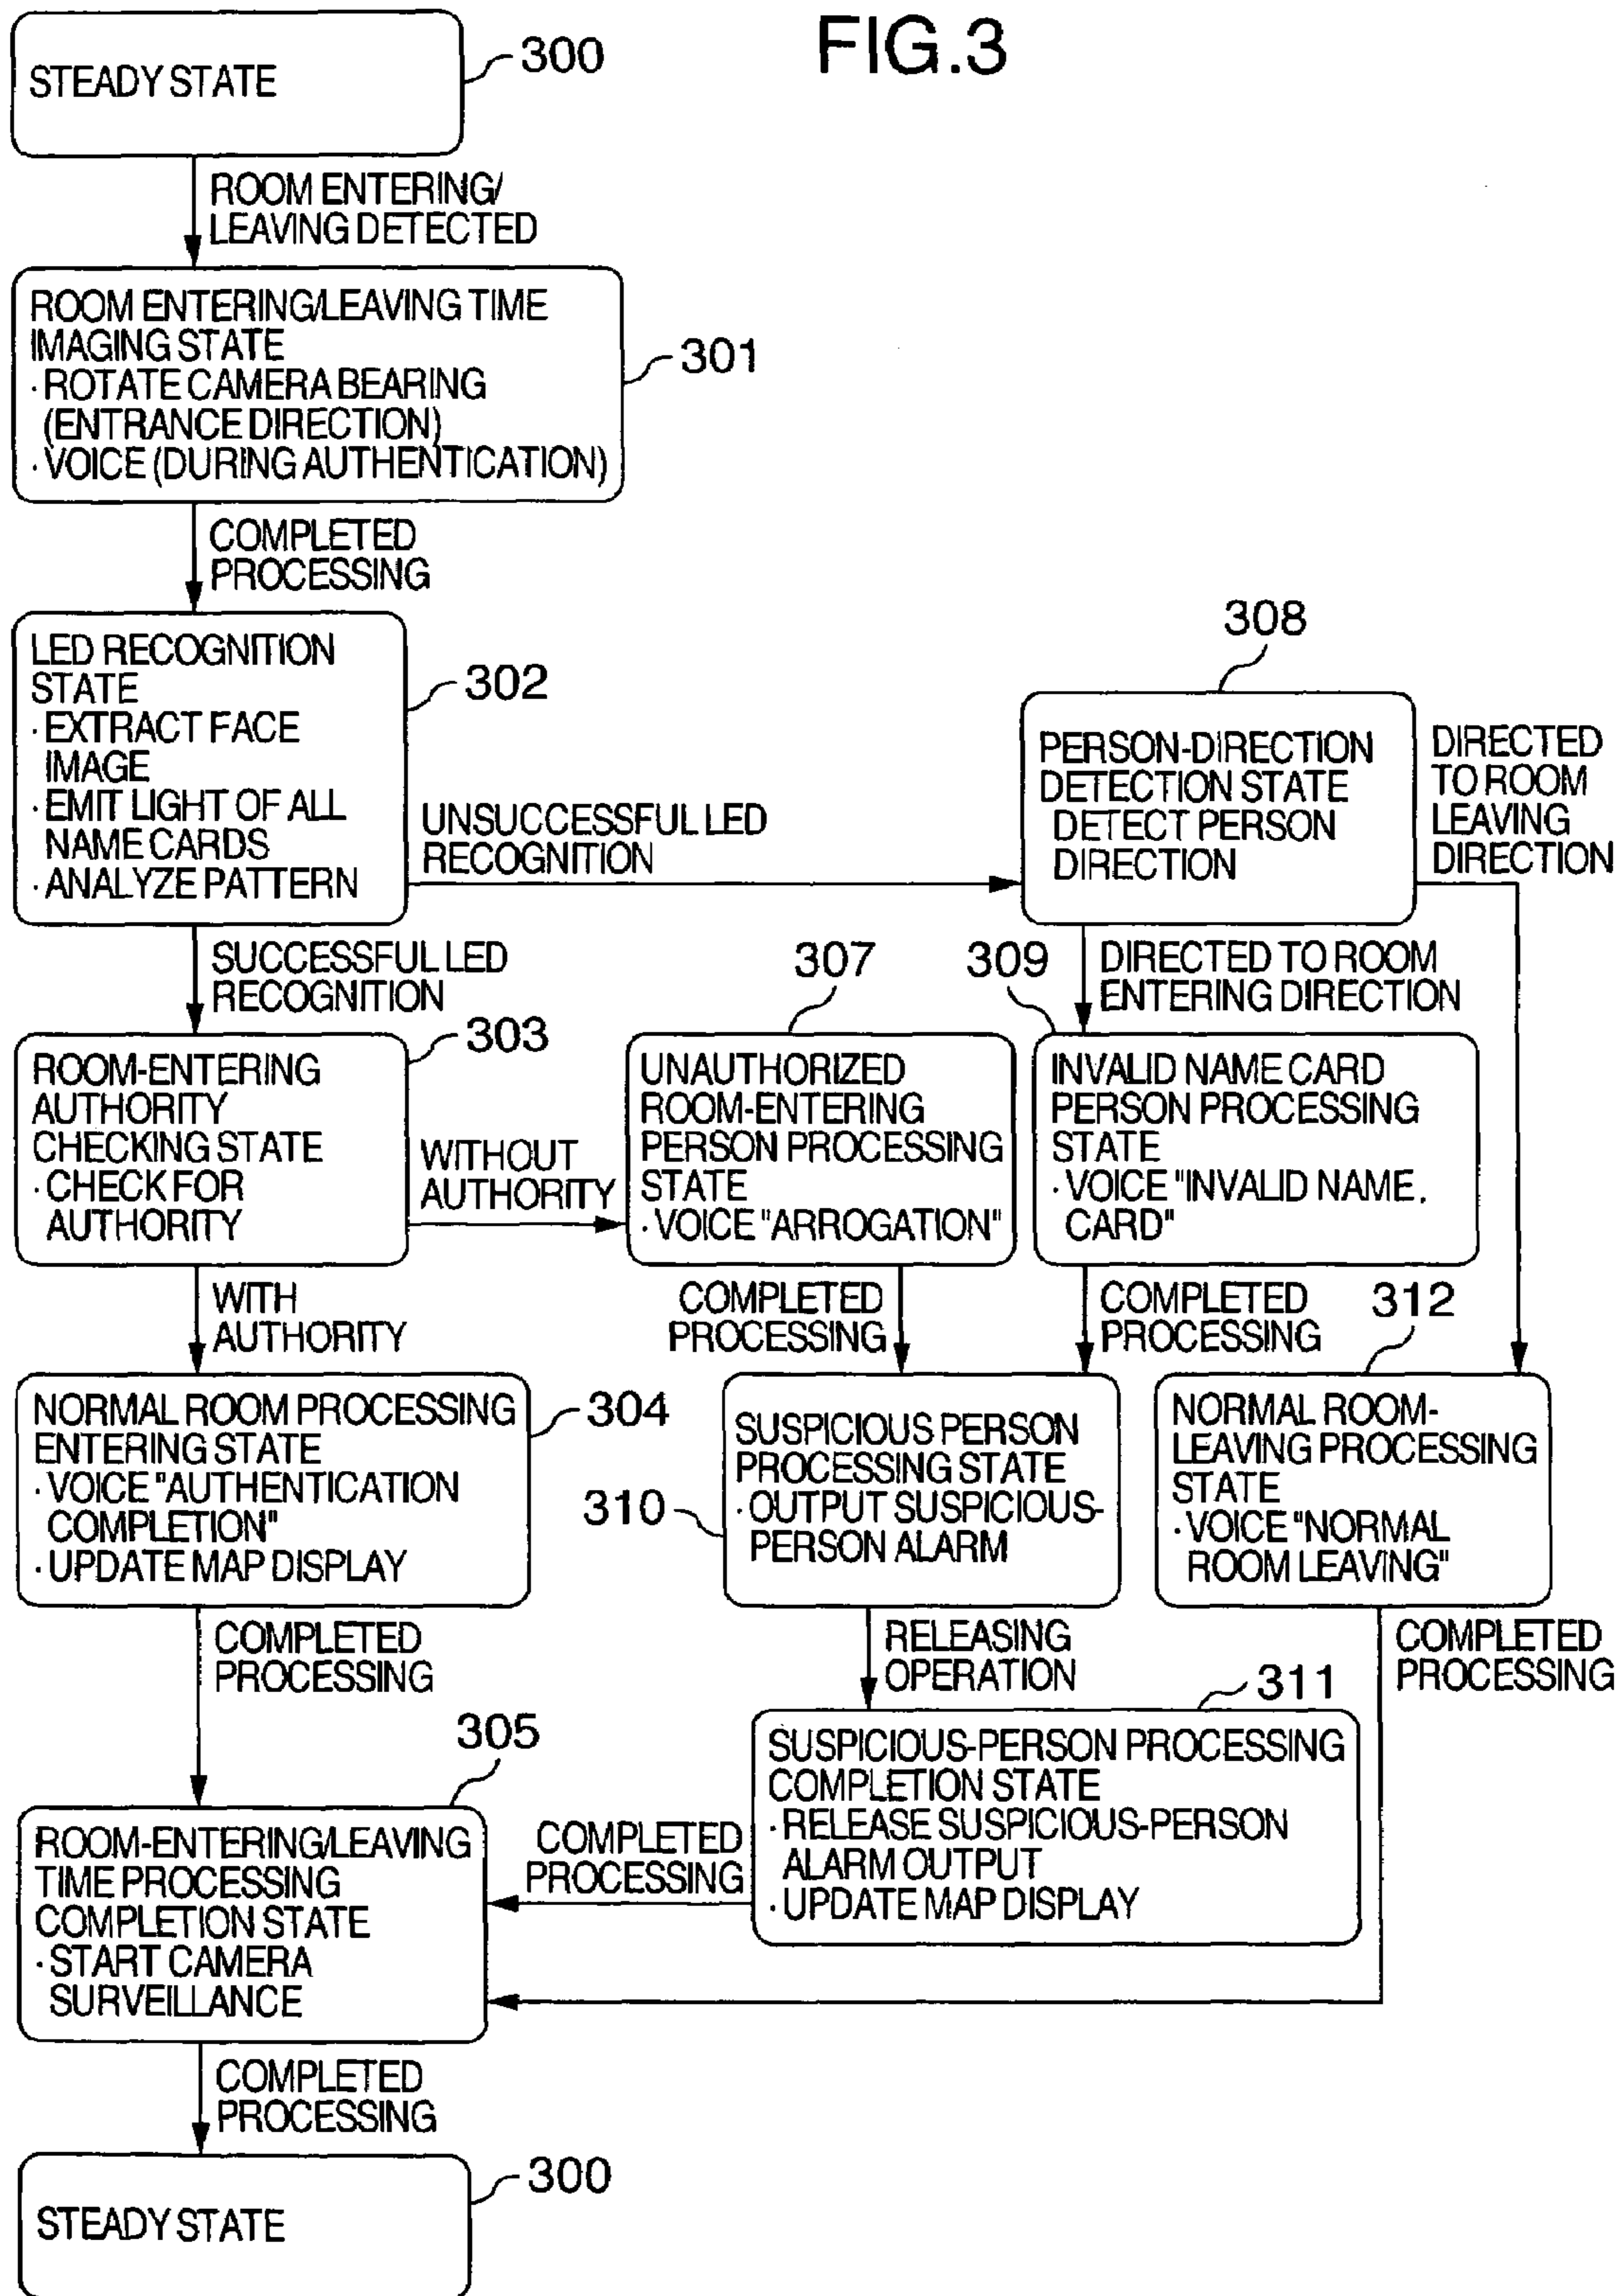 FIG.3
STEADY STATE
300
ROOM ENTERING/
LEAVING DETECTED
ROOM ENTERING/LEAVING TIME
IMAGING STATE
· ROTATE CAMERA BEARING
(ENTRANCE DIRECTION)
· VOICE (DURING AUTHENTICATION)
301
COMPLETED
PROCESSING
LED RECOGNITION
STATE
· EXTRACT FACE
IMAGE
· EMIT LIGHT OF ALL
NAME CARDS
· ANALYZE PATTERN
302
UNSUCCESSFUL LED
RECOGNITION
308
PERSON-DIRECTION
DETECTION STATE
DETECT PERSON
DIRECTION
DIRECTED
TO ROOM
LEAVING
DIRECTION
SUCCESSFUL LED
RECOGNITION
307
309
DIRECTED TO ROOM
ENTERING DIRECTION
303
ROOM-ENTERING
AUTHORITY
CHECKING STATE
· CHECK FOR
AUTHORITY
WITHOUT
AUTHORITY
UNAUTHORIZED
ROOM-ENTERING
PERSON PROCESSING
STATE
· VOICE "ARROGATION"
INVALID NAME CARD
PERSON PROCESSING
STATE
· VOICE "INVALID NAME.
CARD"
WITH
AUTHORITY
COMPLETED
PROCESSING
COMPLETED
PROCESSING
312
NORMAL ROOM PROCESSING
ENTERING STATE
· VOICE "AUTHENTICATION
COMPLETION"
· UPDATE MAP DISPLAY
304
310
SUSPICIOUS PERSON
PROCESSING STATE
· OUTPUT SUSPICIOUS-
PERSON ALARM
NORMAL ROOM-
LEAVING PROCESSING
STATE
· VOICE "NORMAL
ROOM LEAVING"
COMPLETED
PROCESSING
RELEASING
OPERATION
COMPLETED
PROCESSING
311
305
SUSPICIOUS-PERSON PROCESSING
COMPLETION STATE
· RELEASE SUSPICIOUS-PERSON
ALARM OUTPUT
· UPDATE MAP DISPLAY
COMPLETED
PROCESSING
ROOM-ENTERING/LEAVING
TIME PROCESSING
COMPLETION STATE
· START CAMERA
SURVEILLANCE
COMPLETED
PROCESSING
STEADY STATE
300